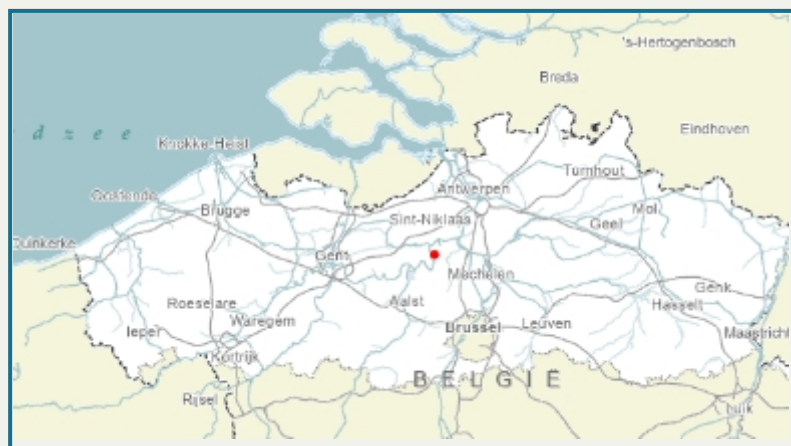 's-Hertogenbosch
Breda
dzee
Eindhoven
Knokke-Heist
Turnhout
Antwerpen
Oostende
Mol
Brugge
Sint-Niklaas
Geel
Duinkerke
Gent
Mechelen
Genk
Roeselare
Aalst
Hasselt
Waregem
Brussel
Leuven
Ieper
Maastricht
Kortrijk
BELGIË
Rijsel
Luik